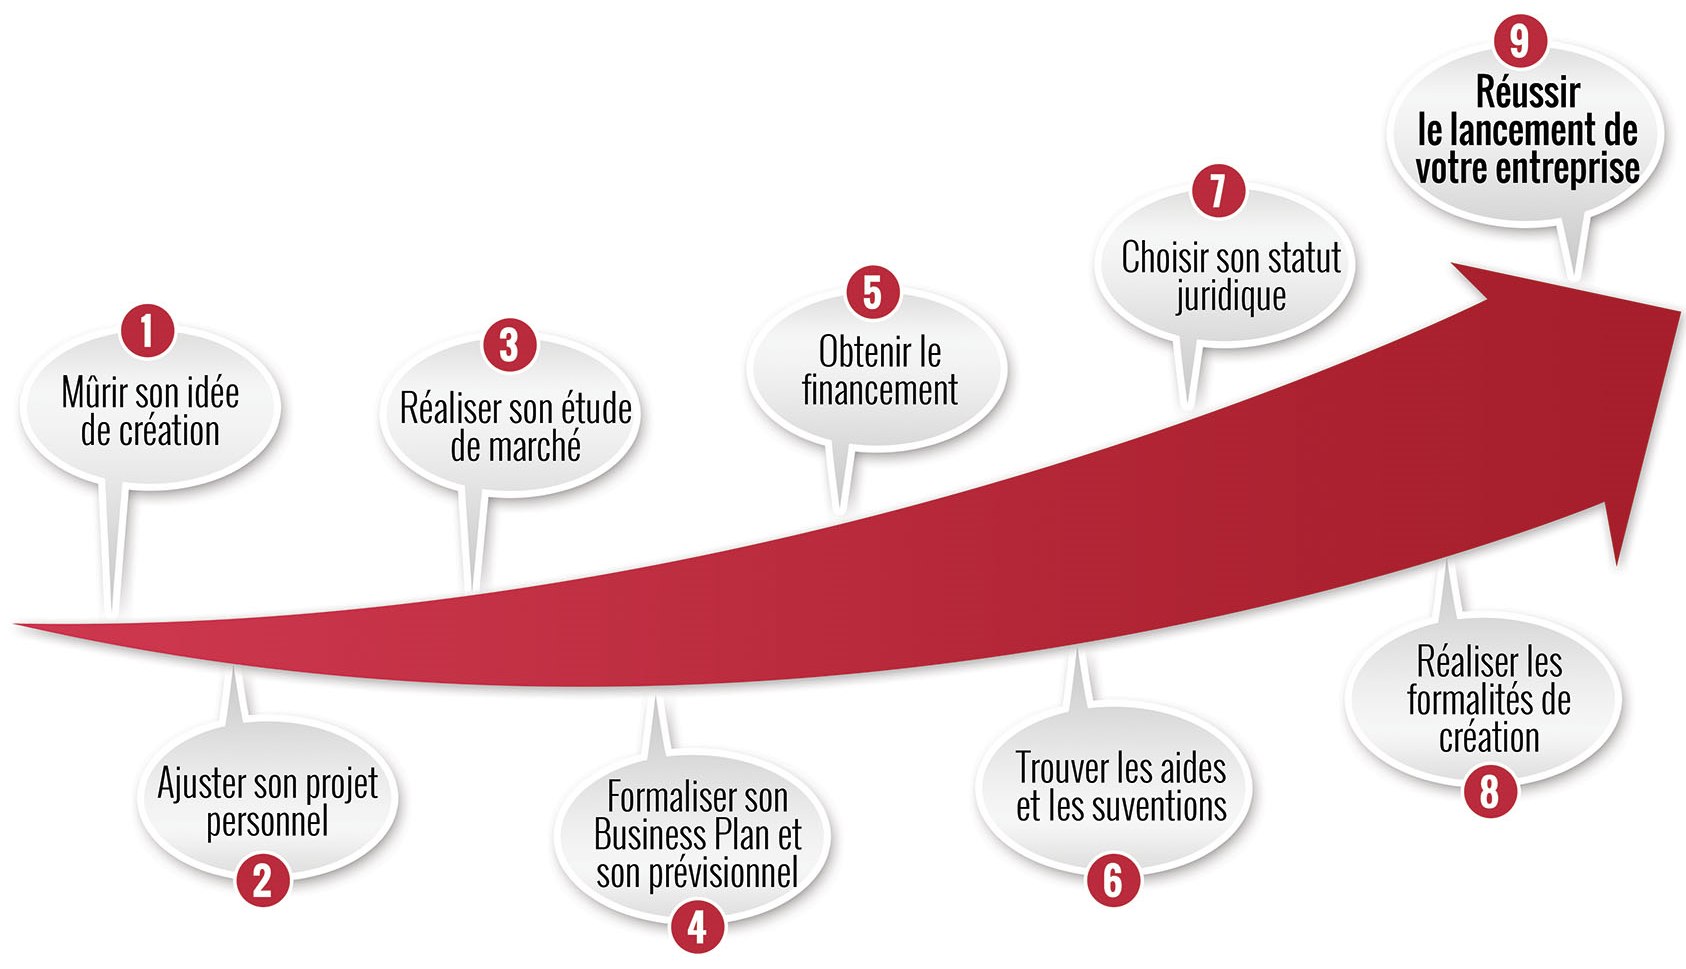 1
Mûrir son idée
de création
Ajuster son projet
personnel
2
3
Réaliser son étude
de marché
Formaliser son
Business Plan et
son prévisionnel
4
5
Obtenir le
financement
Trouver les aides
et les suventions
6
7
Choisir son statut
juridique
Réaliser les
formalités de
création
8
9
Réussir
le lancement de
votre entreprise